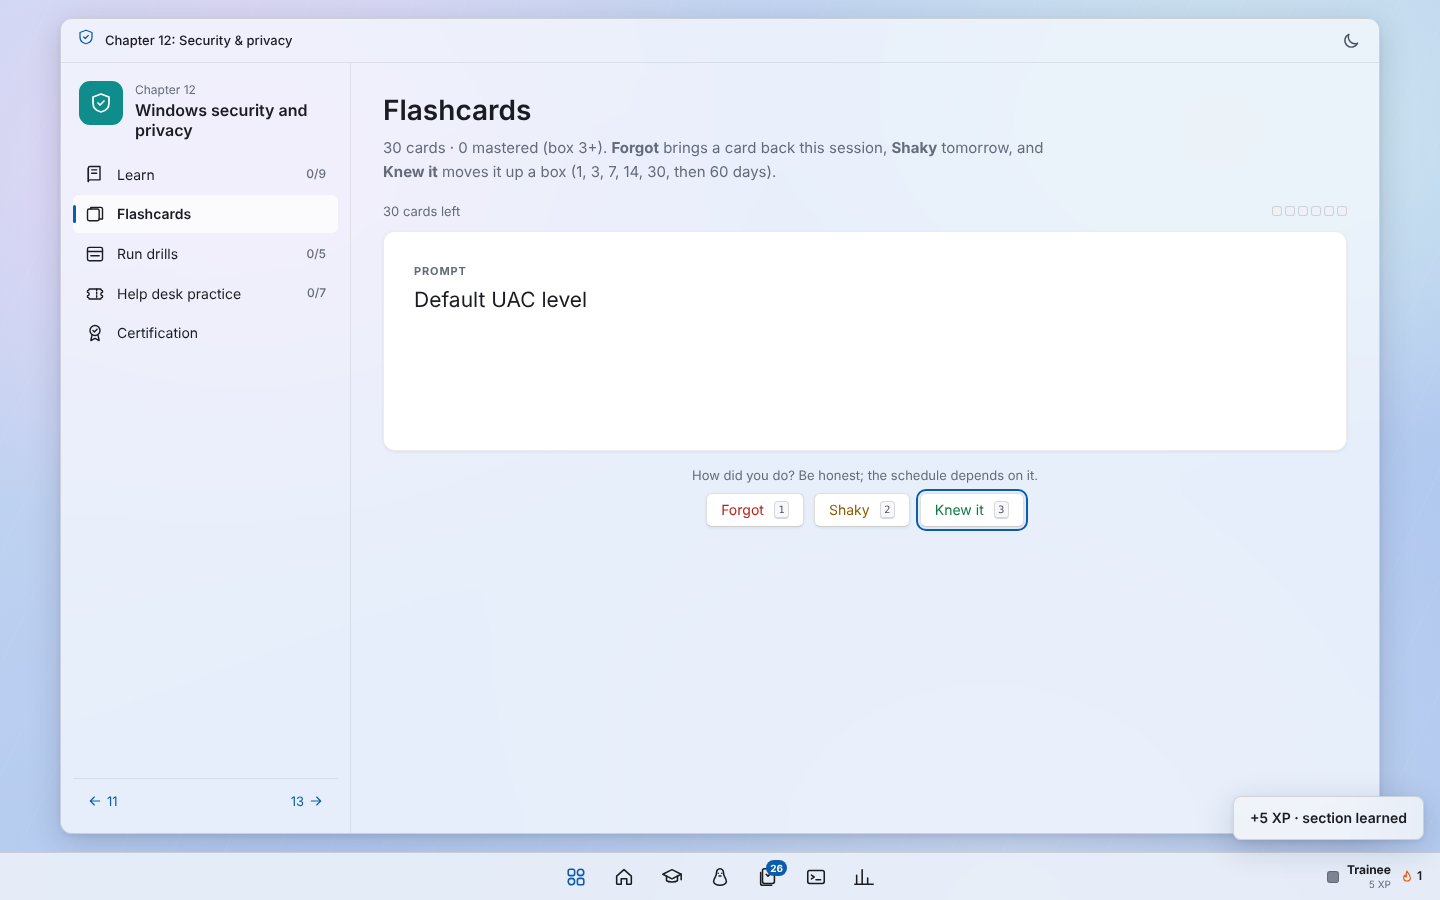 Chapter 12: Security & privacy
Chapter 12
Windows security and
privacy
Learn 0/9
Flashcards
Run drills 0/5
Help desk practice 0/7
Certification
← 11
13 →
Flashcards
30 cards · 0 mastered (box 3+). Forgot brings a card back this session, Shaky tomorrow, and
Knew it moves it up a box (1, 3, 7, 14, 30, then 60 days).
30 cards left
PROMPT
Default UAC level
How did you do? Be honest; the schedule depends on it.
Forgot 1 Shaky 2 Knew it 3
+5 XP · section learned
26
Trainee
5 XP
1